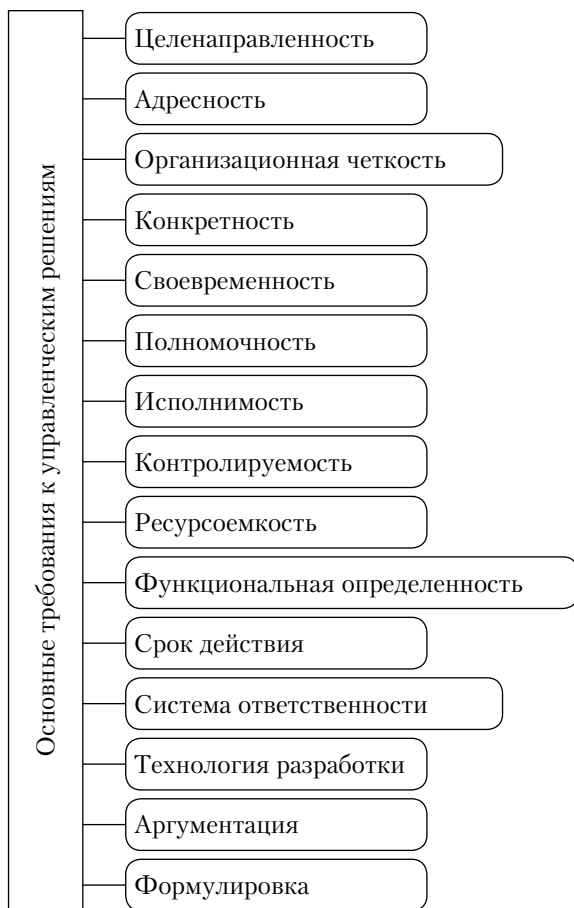 Основные требования к управленческим решениям
Целенаправленность
Адресность
Организационная четкость
Конкретность
Своевременность
Полномочность
Исполнимость
Контролируемость
Ресурсоемкость
Функциональная определенность
Срок действия
Система ответственности
Технология разработки
Аргументация
Формулировка